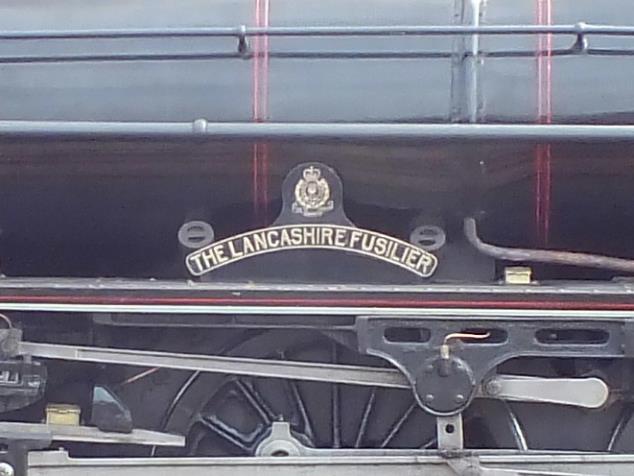 THE LANCASHIRE FUSILIER